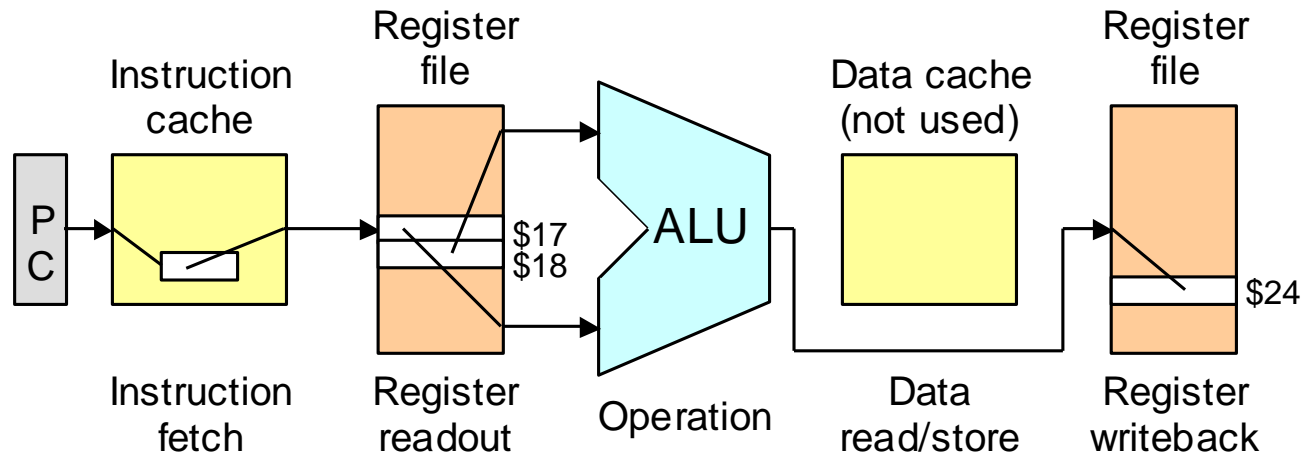 Instruction
cache
Register
file
Data cache
(not used)
Register
file
P
C
$17
$18
ALU
$24
Instruction
fetch
Register
readout
Operation
Data
read/store
Register
writeback